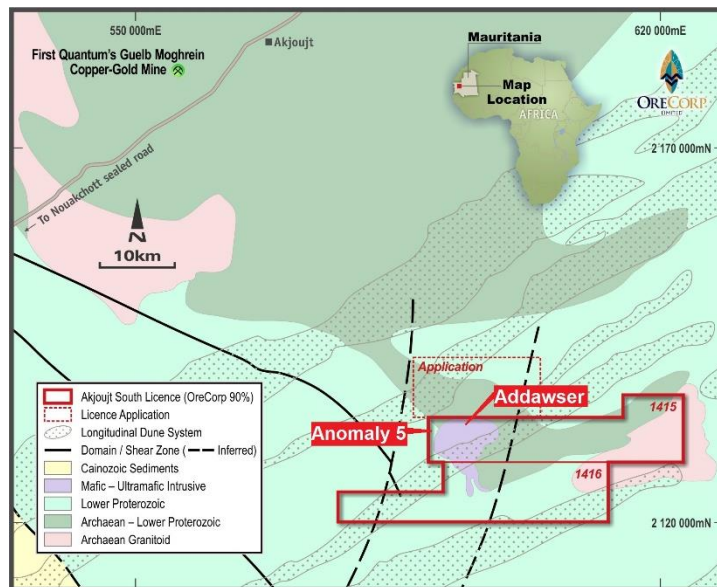 550 000mE
620 000mE
First Quantum's Guelb Moghrein
Copper-Gold Mine
Akjoujt
Mauritania
Map
Location
AFRICA
ORECORP
LIMITED
2 170 000mN
To Nouakchott sealed road
N
10km
Application
Addawser
Anomaly 5
1415
1416
Akjoujt South Licence (OreCorp 90%)
Licence Application
Longitudinal Dune System
Domain / Shear Zone ( Inferred)
Cainozoic Sediments
Mafic – Ultramafic Intrusive
Lower Proterozoic
Archaean – Lower Proterozoic
Archaean Granitoid
2 120 000mN